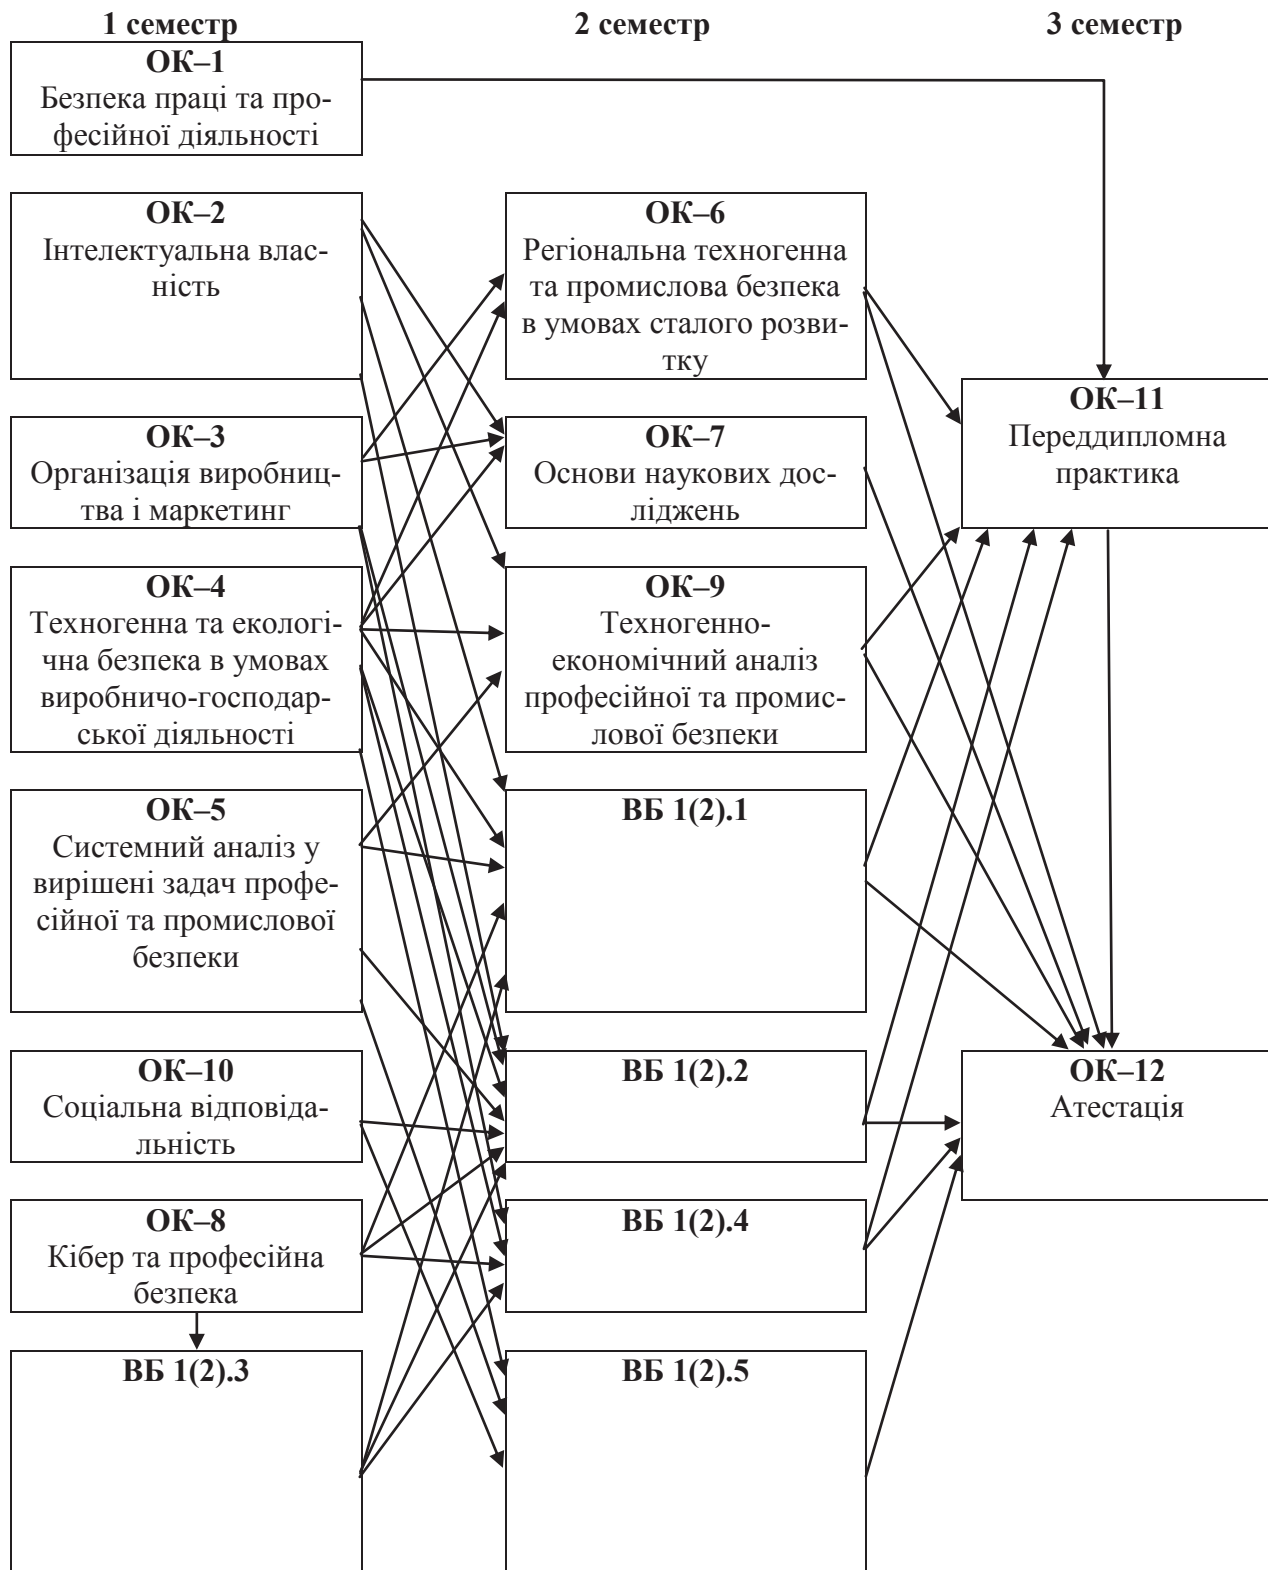 1 семестр
2 семестр
3 семестр
ОК–1
Безпека праці та про-
фесійної діяльності
ОК–2
Інтелектуальна влас-
ність
ОК–3
Організація виробниц-
тва і маркетинг
ОК–4
Техногенна та екологі-
чна безпека в умовах
виробничо-господар-
ської діяльності
ОК–5
Системний аналіз у
вирішені задач профе-
сійної та промислової
безпеки
ОК–10
Соціальна відповіда-
льність
ОК–8
Кібер та професійна
безпека
ВБ 1(2).3
ОК–6
Регіональна техногенна
та промислова безпека
в умовах сталого розви-
тку
ОК–7
Основи наукових дос-
ліджень
ОК–9
Техногенно-
економічний аналіз
професійної та промис-
лової безпеки
ВБ 1(2).1
ВБ 1(2).2
ВБ 1(2).4
ВБ 1(2).5
ОК–11
Переддипломна
практика
ОК–12
Атестація